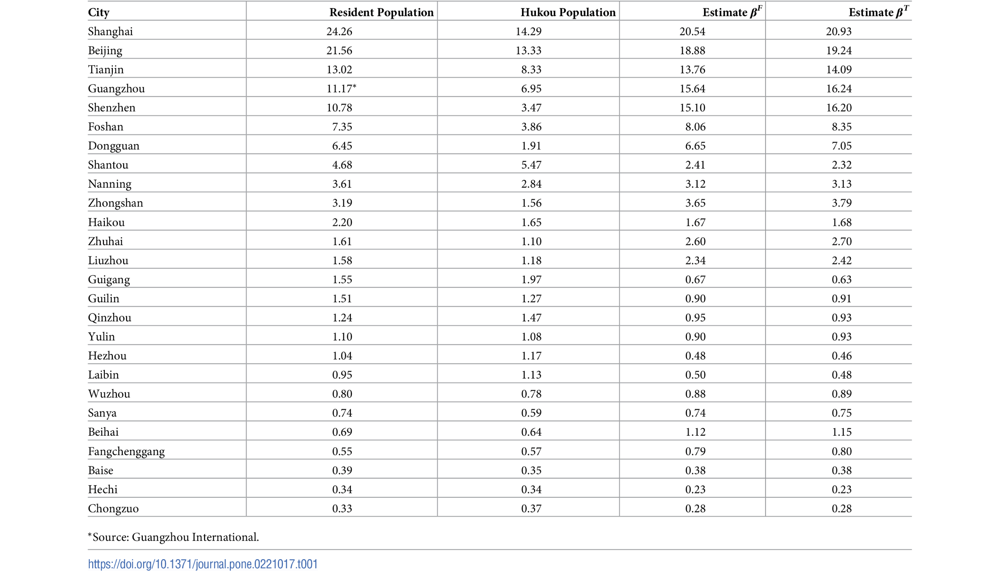 City Resident Population Hukou Population Estimate βF Estimate βT
Shanghai 24.26 14.29 20.54 20.93
Beijing 21.56 13.33 18.88 19.24
Tianjin 13.02 8.33 13.76 14.09
Guangzhou 11.17* 6.95 15.64 16.24
Shenzhen 10.78 3.47 15.10 16.20
Foshan 7.35 3.86 8.06 8.35
Dongguan 6.45 1.91 6.65 7.05
Shantou 4.68 5.47 2.41 2.32
Nanning 3.61 2.84 3.12 3.13
Zhongshan 3.19 1.56 3.65 3.79
Haikou 2.20 1.65 1.67 1.68
Zhuhai 1.61 1.10 2.60 2.70
Liuzhou 1.58 1.18 2.34 2.42
Guigang 1.55 1.97 0.67 0.63
Guilin 1.51 1.27 0.90 0.91
Qinzhou 1.24 1.47 0.95 0.93
Yulin 1.10 1.08 0.90 0.93
Hezhou 1.04 1.17 0.48 0.46
Laibin 0.95 1.13 0.50 0.48
Wuzhou 0.80 0.78 0.88 0.89
Sanya 0.74 0.59 0.74 0.75
Beihai 0.69 0.64 1.12 1.15
Fangchenggang 0.55 0.57 0.79 0.80
Baise 0.39 0.35 0.38 0.38
Hechi 0.34 0.34 0.23 0.23
Chongzuo 0.33 0.37 0.28 0.28
*Source: Guangzhou International.
https://doi.org/10.1371/journal.pone.0221017.t001